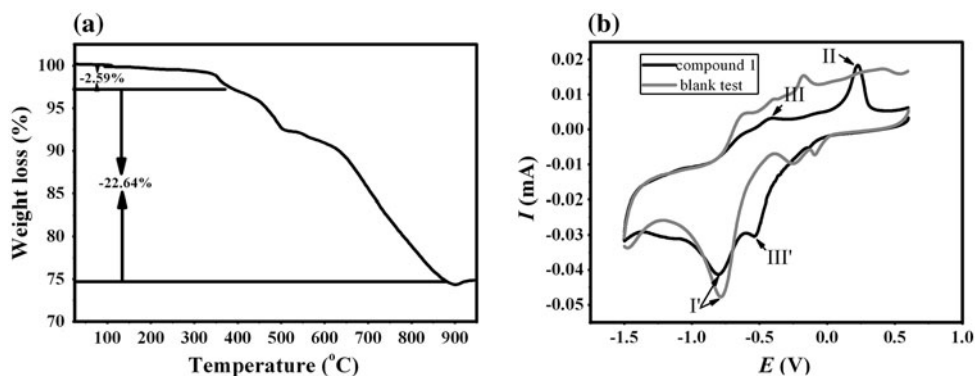 (a)
100
95
90
85
80
75
70
-2.59%
-22.64%
100 200 300 400 500 600 700 800 900
Weight loss (%)
Temperature (°C)
(b)
0.02
0.01
0.00
-0.01
-0.02
-0.03
-0.04
-0.05
compound 1
blank test
II
III
III'
I'
-1.5 -1.0 -0.5 0.0 0.5 1.0
I (mA)
E (V)